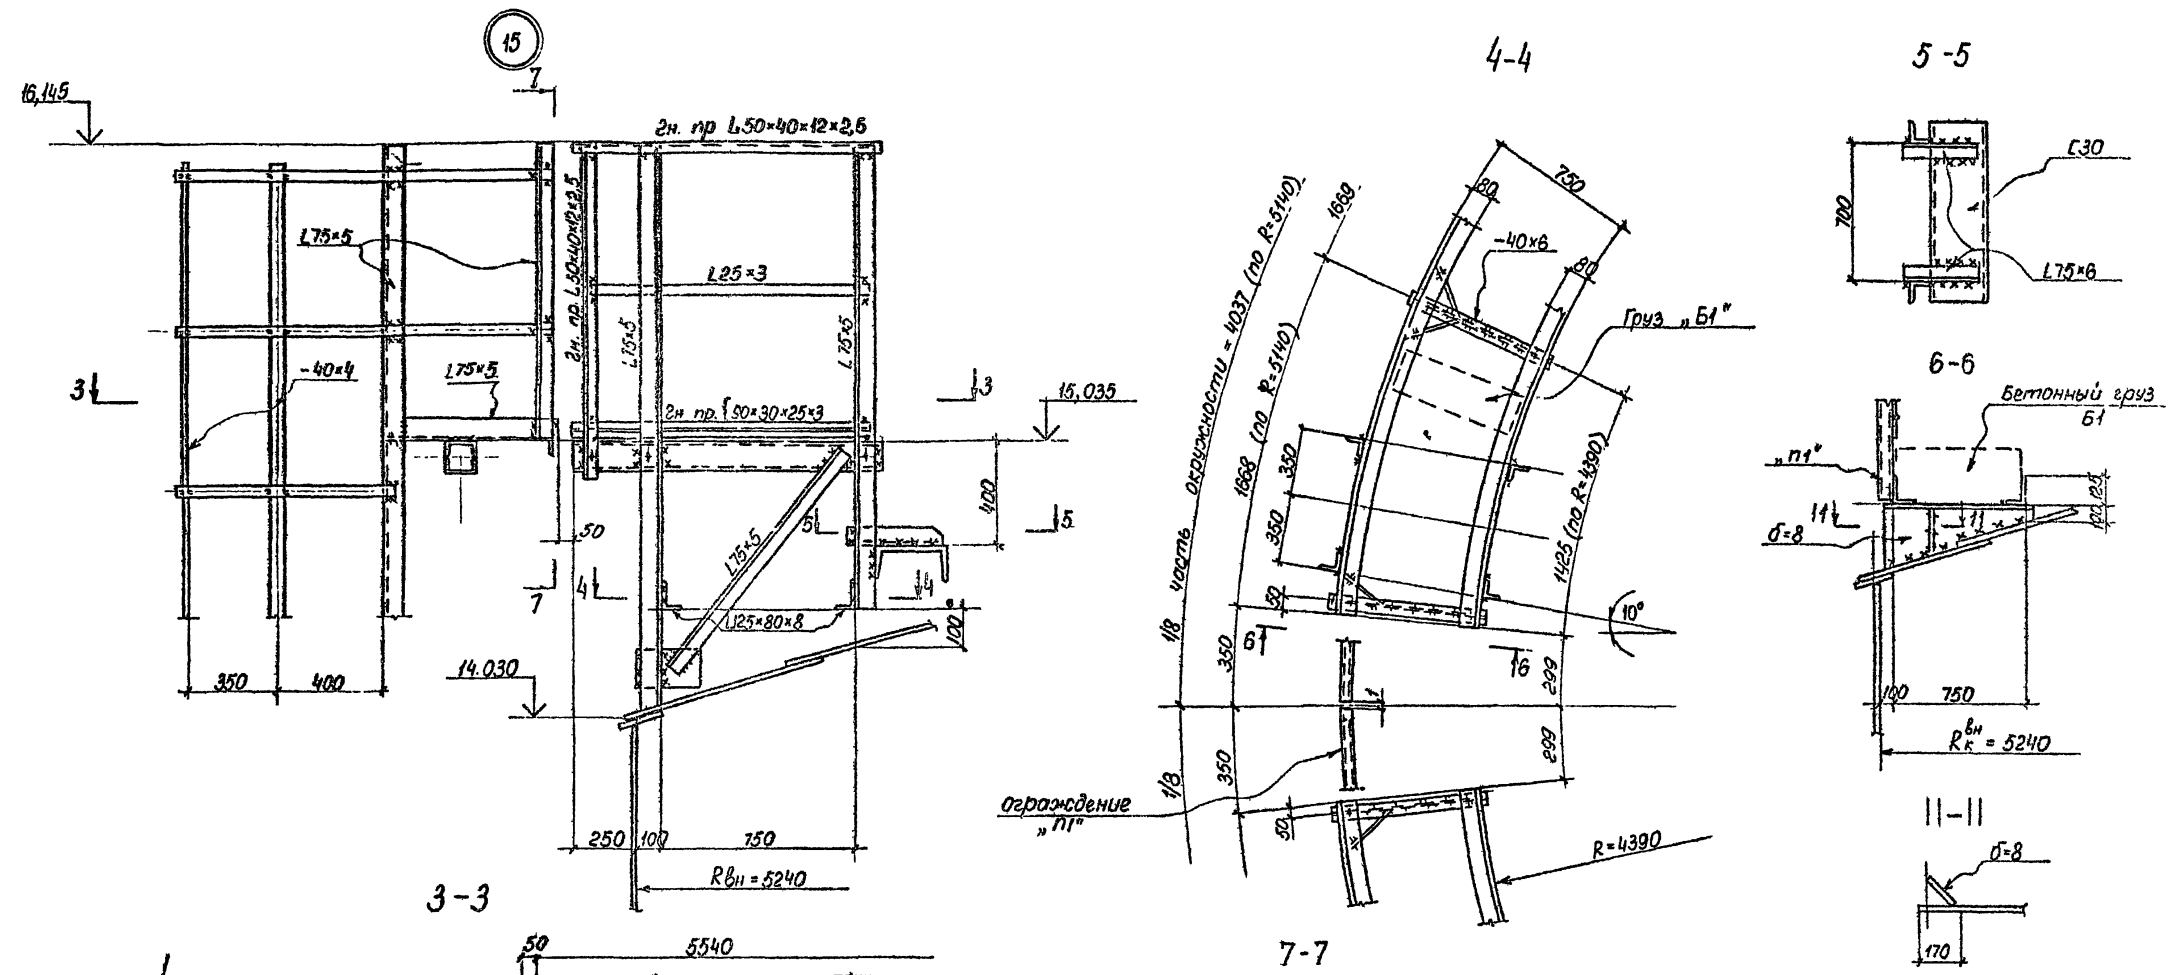 15
7
16,145
гн. пр L50×40×12×2,5
гн. пр. L50×40×12×2,5
L75×5
L25×3
L75×5
L75×5
-40×4
L75×5
3
3
15,035
гн. пр. [50×30×25×3
400
50
5
5
L75×5
7
4
4
L125×80×8
100
14.030
350
400
250
100
750
Rвн = 5240
3-3
50
5540
4-4
750
80
80
1669
-40×6
окружности = 4037 (по R=5140)
1668 (по R=5140)
1/8 часть
Груз „Б1"
350
350
1425 (по R=4390)
50
10°
6
6
350
299
1
350
299
1/8
ограждение
„П1"
50
R=4390
7-7
5-5
С30
700
L75×6
6-6
Бетонный груз
Б1
„П1"
125
100
11
11
δ=8
100
750
Rквн = 5240
11-11
δ=8
170